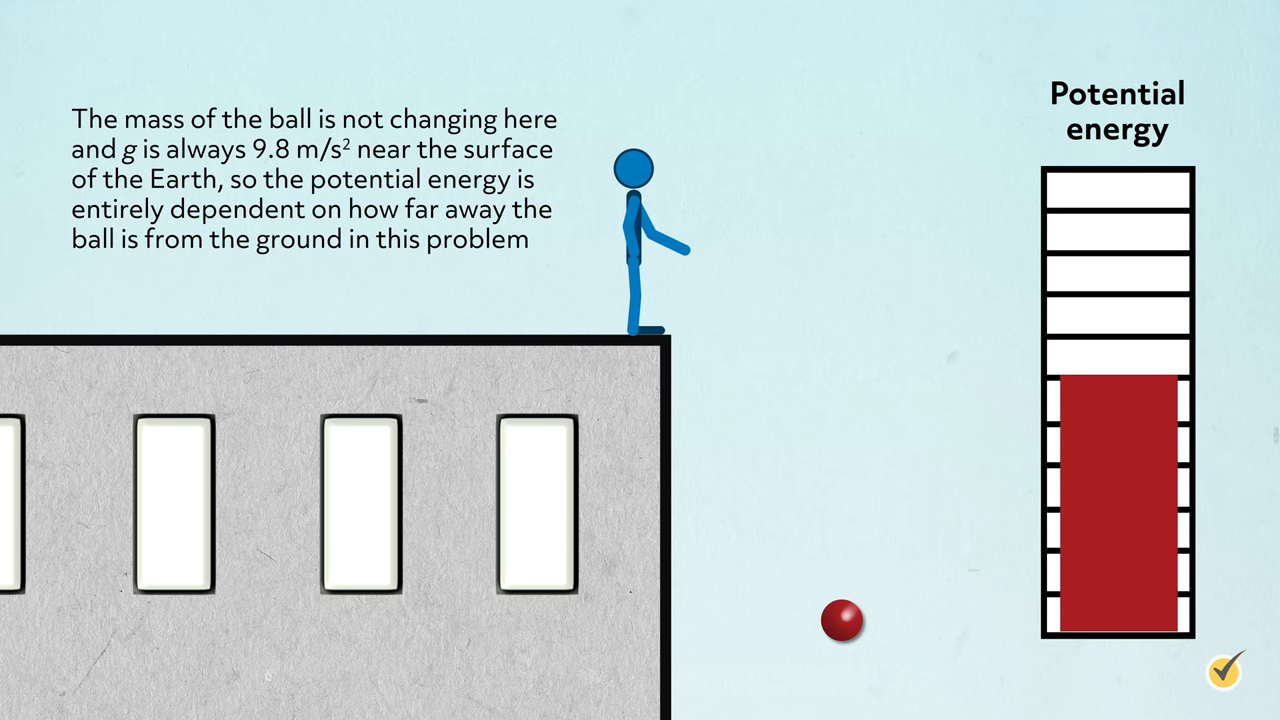 The mass of the ball is not changing here
and g is always 9.8 m/s² near the surface
of the Earth, so the potential energy is
entirely dependent on how far away the
ball is from the ground in this problem
Potential
energy